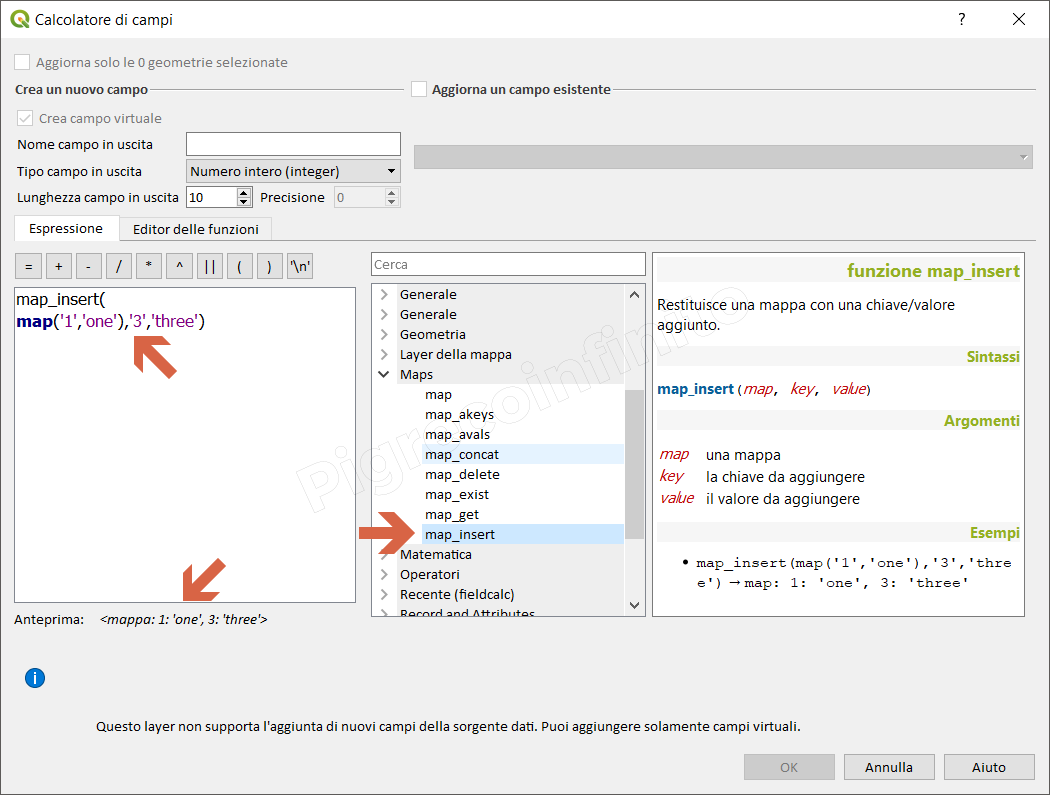 Calcolatore di campi
?
Aggiorna solo le 0 geometrie selezionate
Crea un nuovo campo
Aggiorna un campo esistente
Crea campo virtuale
Nome campo in uscita
Tipo campo in uscita
Numero intero (integer)
Lunghezza campo in uscita
10
Precisione
0
Espressione
Editor delle funzioni
= + - / * ^ || ( ) '\n'
map_insert(
map('1','one'),'3','three')
Anteprima: <mappa: 1: 'one', 3: 'three'>
Cerca
Generale
Generale
Geometria
Layer della mappa
Maps
map
map_akeys
map_avals
map_concat
map_delete
map_exist
map_get
map_insert
Matematica
Operatori
Recente (fieldcalc)
Record and Attributes
funzione map_insert
Restituisce una mappa con una chiave/valore
aggiunto.
Sintassi
map_insert(map, key, value)
Argomenti
map una mappa
key la chiave da aggiungere
value il valore da aggiungere
Esempi
• map_insert(map('1','one'),'3','thre
e') → map: 1: 'one', 3: 'three'
Pigrecoinfinito
i
Questo layer non supporta l'aggiunta di nuovi campi della sorgente dati. Puoi aggiungere solamente campi virtuali.
OK
Annulla
Aiuto